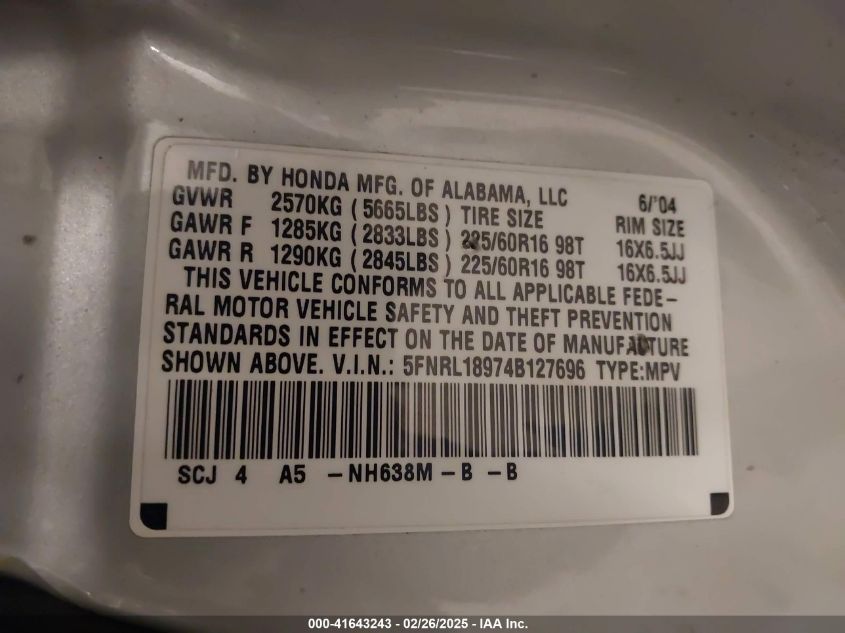 MFD. BY HONDA MFG. OF ALABAMA, LLC 6/'04
GVWR 2570KG ( 5665LBS ) TIRE SIZE RIM SIZE
GAWR F 1285KG ( 2833LBS ) 225/60R16 98T 16X6.5JJ
GAWR R 1290KG ( 2845LBS ) 225/60R16 98T 16X6.5JJ
THIS VEHICLE CONFORMS TO ALL APPLICABLE FEDE-
RAL MOTOR VEHICLE SAFETY AND THEFT PREVENTION
STANDARDS IN EFFECT ON THE DATE OF MANUFACTURE
SHOWN ABOVE. V.I.N.: 5FNRL18974B127696 TYPE:MPV
SCJ 4 A5 -NH638M-B -B
000-41643243 - 02/26/2025 - IAA Inc.